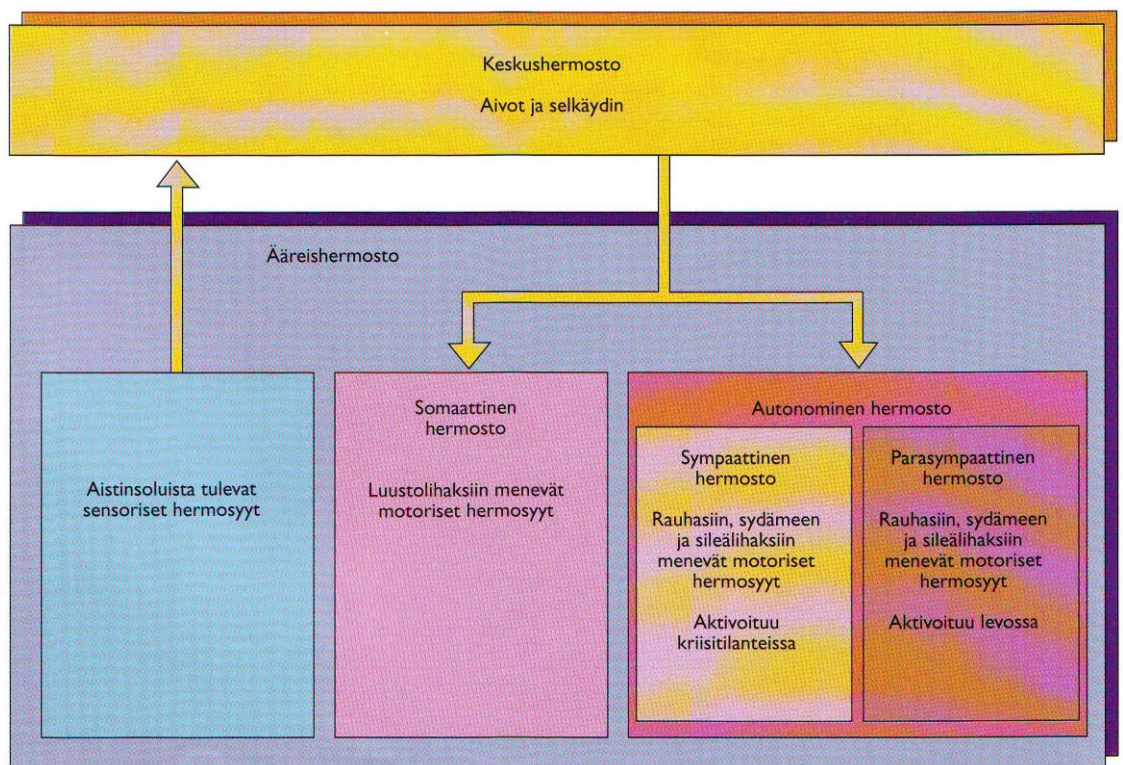 Keskushermosto
Aivot ja selkäydin
Ääreishermosto
Aistinsoluista tulevat
sensoriset hermosyyt
Somaattinen
hermosto
Luustolihaksiin menevät
motoriset hermosyyt
Autonominen hermosto
Sympaattinen
hermosto
Rauhasiin, sydämeen
ja sileälihaksiin
menevät motoriset
hermosyyt
Aktivoituu
kriisitilanteissa
Parasympaattinen
hermosto
Rauhasiin, sydämeen
ja sileälihaksiin
menevät motoriset
hermosyyt
Aktivoituu levossa